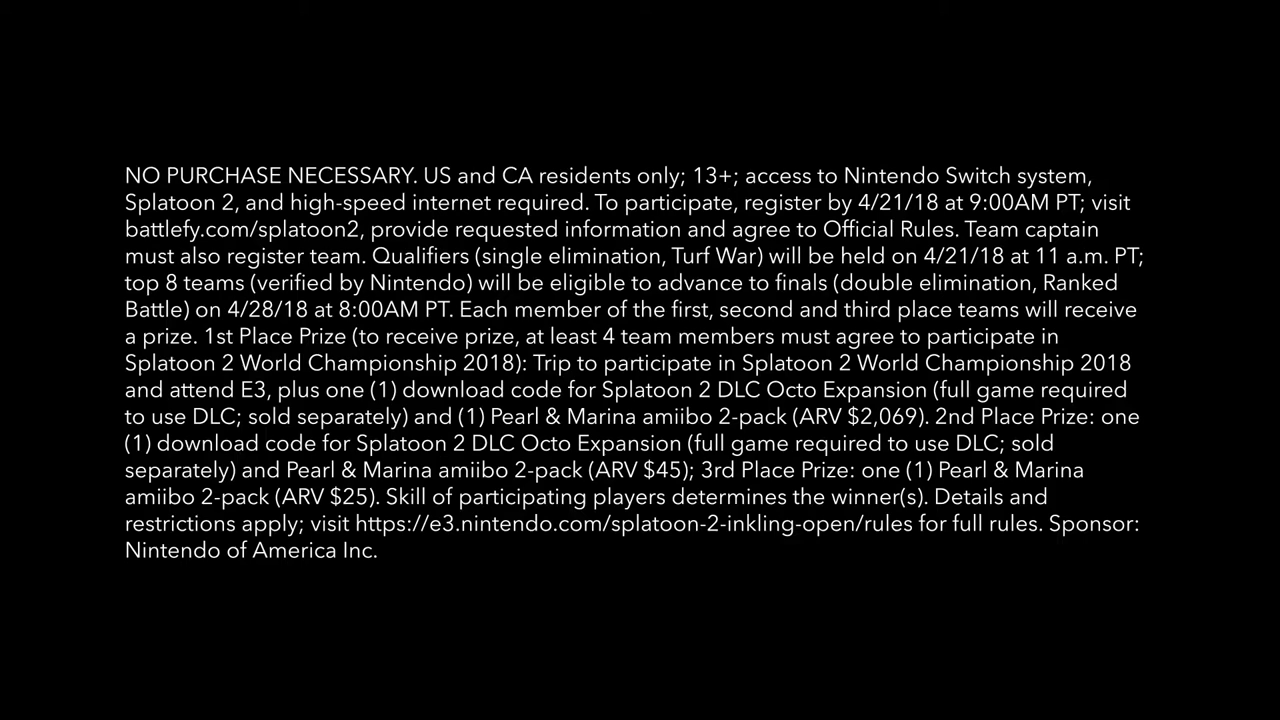 NO PURCHASE NECESSARY. US and CA residents only; 13+; access to Nintendo Switch system,
Splatoon 2, and high-speed internet required. To participate, register by 4/21/18 at 9:00AM PT; visit
battlefy.com/splatoon2, provide requested information and agree to Official Rules. Team captain
must also register team. Qualifiers (single elimination, Turf War) will be held on 4/21/18 at 11 a.m. PT;
top 8 teams (verified by Nintendo) will be eligible to advance to finals (double elimination, Ranked
Battle) on 4/28/18 at 8:00AM PT. Each member of the first, second and third place teams will receive
a prize. 1st Place Prize (to receive prize, at least 4 team members must agree to participate in
Splatoon 2 World Championship 2018): Trip to participate in Splatoon 2 World Championship 2018
and attend E3, plus one (1) download code for Splatoon 2 DLC Octo Expansion (full game required
to use DLC; sold separately) and (1) Pearl & Marina amiibo 2-pack (ARV $2,069). 2nd Place Prize: one
(1) download code for Splatoon 2 DLC Octo Expansion (full game required to use DLC; sold
separately) and Pearl & Marina amiibo 2-pack (ARV $45); 3rd Place Prize: one (1) Pearl & Marina
amiibo 2-pack (ARV $25). Skill of participating players determines the winner(s). Details and
restrictions apply; visit https://e3.nintendo.com/splatoon-2-inkling-open/rules for full rules. Sponsor:
Nintendo of America Inc.